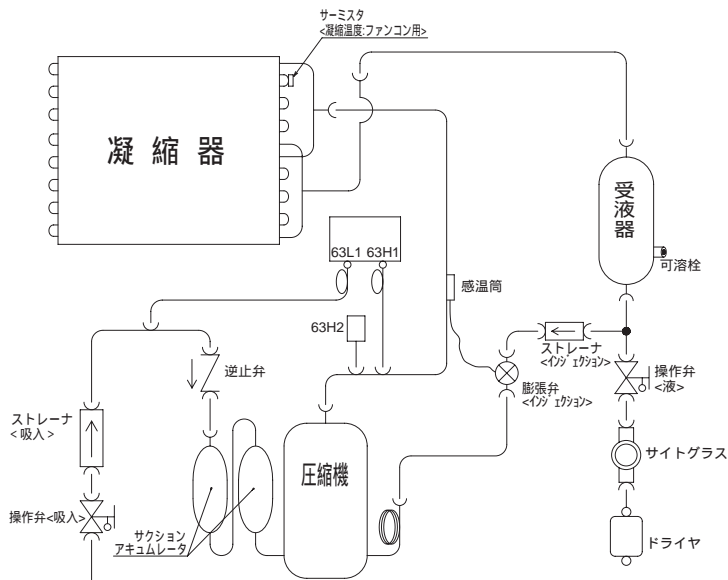 サーミスタ
<凝縮温度:ファンコン用>
凝縮器
受液器
可溶栓
63L1 63H1
感温筒
63H2
ストレーナ
<インジェクション>
逆止弁
膨張弁
<インジェクション>
操作弁
<液>
ストレーナ
<吸入>
圧縮機
サイトグラス
操作弁<吸入>
サクション
アキュムレータ
ドライヤ